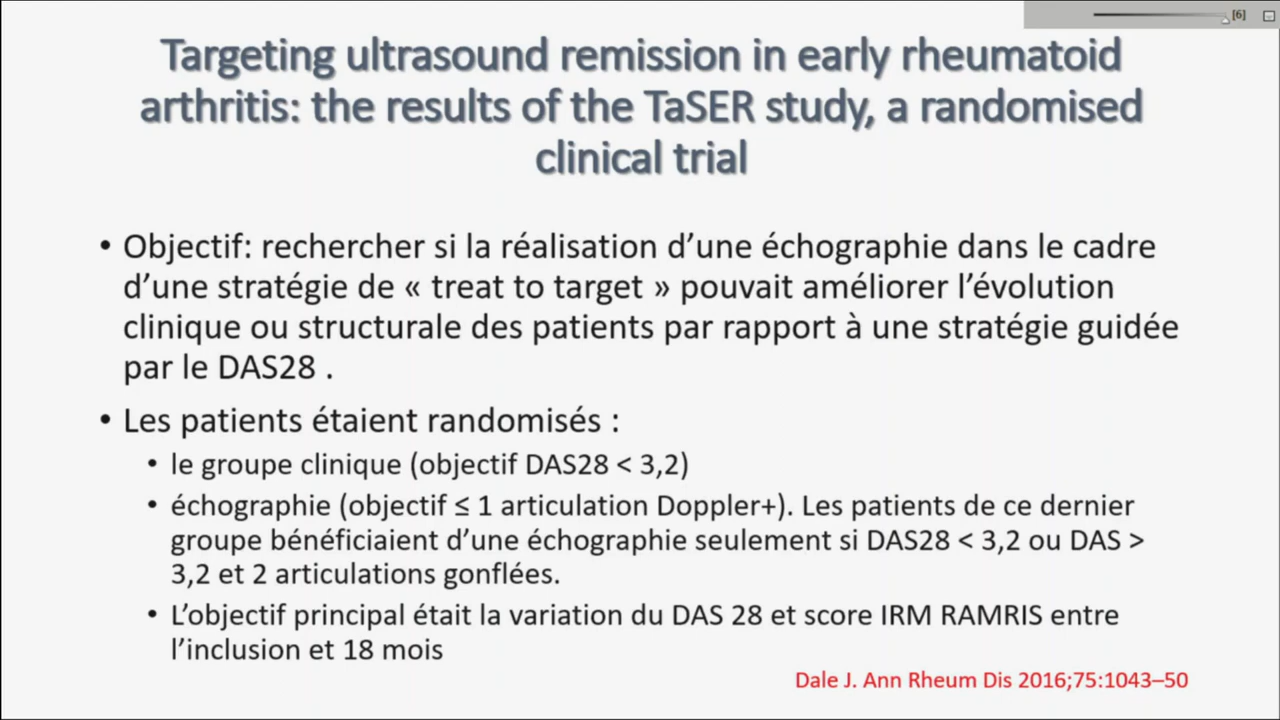 [6]
Targeting ultrasound remission in early rheumatoid
arthritis: the results of the TaSER study, a randomised
clinical trial
• Objectif: rechercher si la réalisation d’une échographie dans le cadre
d’une stratégie de « treat to target » pouvait améliorer l’évolution
clinique ou structurale des patients par rapport à une stratégie guidée
par le DAS28 .
• Les patients étaient randomisés :
• le groupe clinique (objectif DAS28 < 3,2)
• échographie (objectif ≤ 1 articulation Doppler+). Les patients de ce dernier
groupe bénéficiaient d’une échographie seulement si DAS28 < 3,2 ou DAS >
3,2 et 2 articulations gonflées.
• L’objectif principal était la variation du DAS 28 et score IRM RAMRIS entre
l’inclusion et 18 mois
Dale J. Ann Rheum Dis 2016;75:1043–50